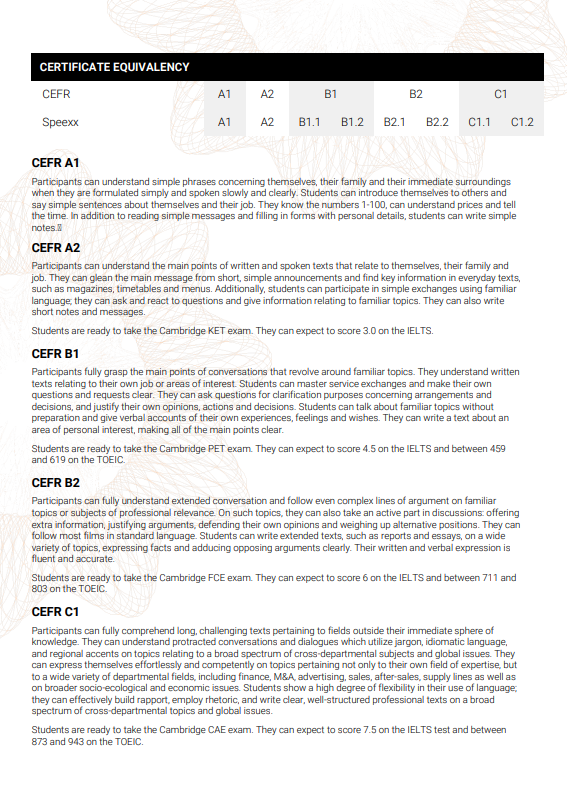 CERTIFICATE EQUIVALENCY
CEFR A1 A2 B1 B2 C1
Speexx A1 A2 B1.1 B1.2 B2.1 B2.2 C1.1 C1.2
CEFR A1
Participants can understand simple phrases concerning themselves, their family and their immediate surroundings
when they are formulated simply and spoken slowly and clearly. Students can introduce themselves to others and
say simple sentences about themselves and their job. They know the numbers 1-100, can understand prices and tell
the time. In addition to reading simple messages and filling in forms with personal details, students can write simple
notes.
CEFR A2
Participants can understand the main points of written and spoken texts that relate to themselves, their family and
job. They can glean the main message from short, simple announcements and find key information in everyday texts,
such as magazines, timetables and menus. Additionally, students can participate in simple exchanges using familiar
language; they can ask and react to questions and give information relating to familiar topics. They can also write
short notes and messages.
Students are ready to take the Cambridge KET exam. They can expect to score 3.0 on the IELTS.
CEFR B1
Participants fully grasp the main points of conversations that revolve around familiar topics. They understand written
texts relating to their own job or areas of interest. Students can master service exchanges and make their own
questions and requests clear. They can ask questions for clarification purposes concerning arrangements and
decisions, and justify their own opinions, actions and decisions. Students can talk about familiar topics without
preparation and give verbal accounts of their own experiences, feelings and wishes. They can write a text about an
area of personal interest, making all of the main points clear.
Students are ready to take the Cambridge PET exam. They can expect to score 4.5 on the IELTS and between 459
and 619 on the TOEIC.
CEFR B2
Participants can fully understand extended conversation and follow even complex lines of argument on familiar
topics or subjects of professional relevance. On such topics, they can also take an active part in discussions: offering
extra information, justifying arguments, defending their own opinions and weighing up alternative positions. They can
follow most films in standard language. Students can write extended texts, such as reports and essays, on a wide
variety of topics, expressing facts and adducing opposing arguments clearly. Their written and verbal expression is
fluent and accurate.
Students are ready to take the Cambridge FCE exam. They can expect to score 6 on the IELTS and between 711 and
803 on the TOEIC.
CEFR C1
Participants can fully comprehend long, challenging texts pertaining to fields outside their immediate sphere of
knowledge. They can understand protracted conversations and dialogues which utilize jargon, idiomatic language,
and regional accents on topics relating to a broad spectrum of cross-departmental subjects and global issues. They
can express themselves effortlessly and competently on topics pertaining not only to their own field of expertise, but
to a wide variety of departmental fields, including finance, M&A, advertising, sales, after-sales, supply lines as well as
on broader socio-ecological and economic issues. Students show a high degree of flexibility in their use of language;
they can effectively build rapport, employ rhetoric, and write clear, well-structured professional texts on a broad
spectrum of cross-departmental topics and global issues.
Students are ready to take the Cambridge CAE exam. They can expect to score 7.5 on the IELTS test and between
873 and 943 on the TOEIC.